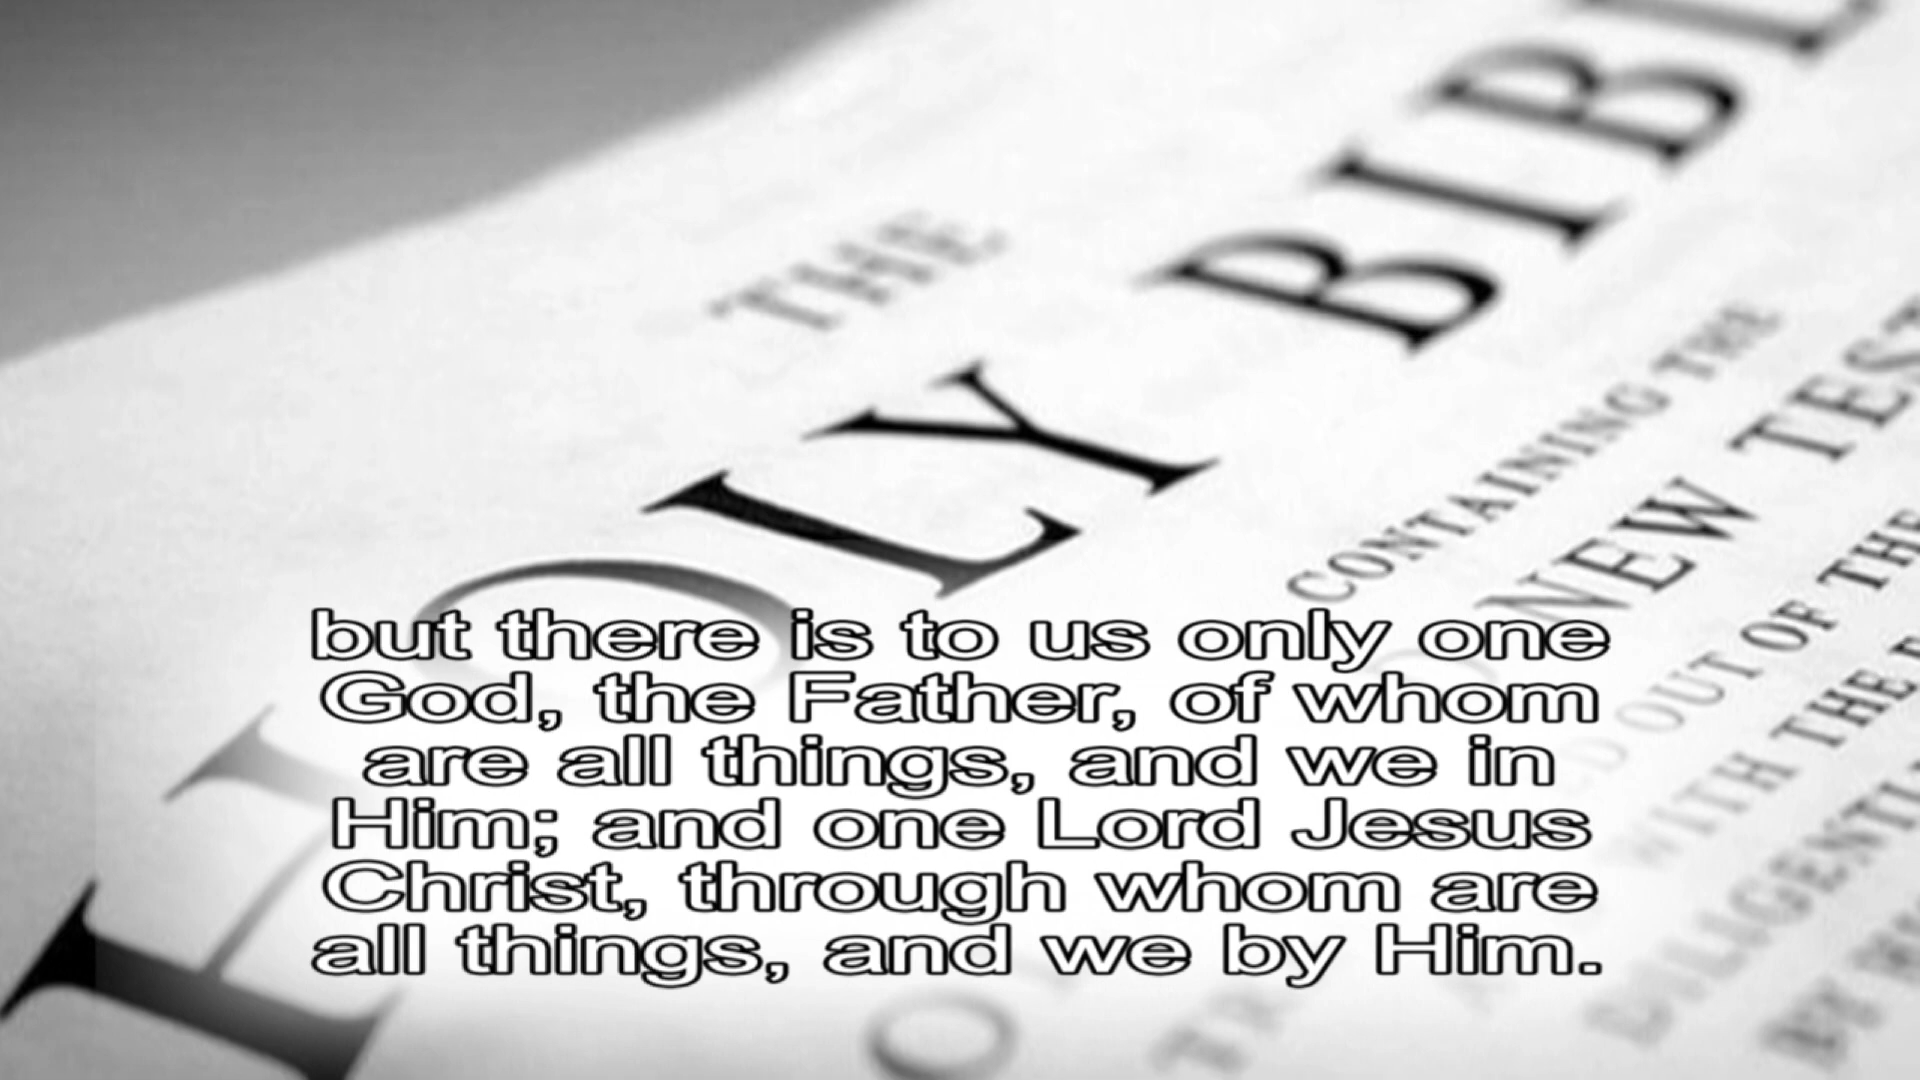 THE
HOLY BIBL
CONTAINING THE
NEW TEST
OUT OF THE
WITH THE
DILIGENTL
but there is to us only one
God, the Father, of whom
are all things, and we in
Him; and one Lord Jesus
Christ, through whom are
all things, and we by Him.